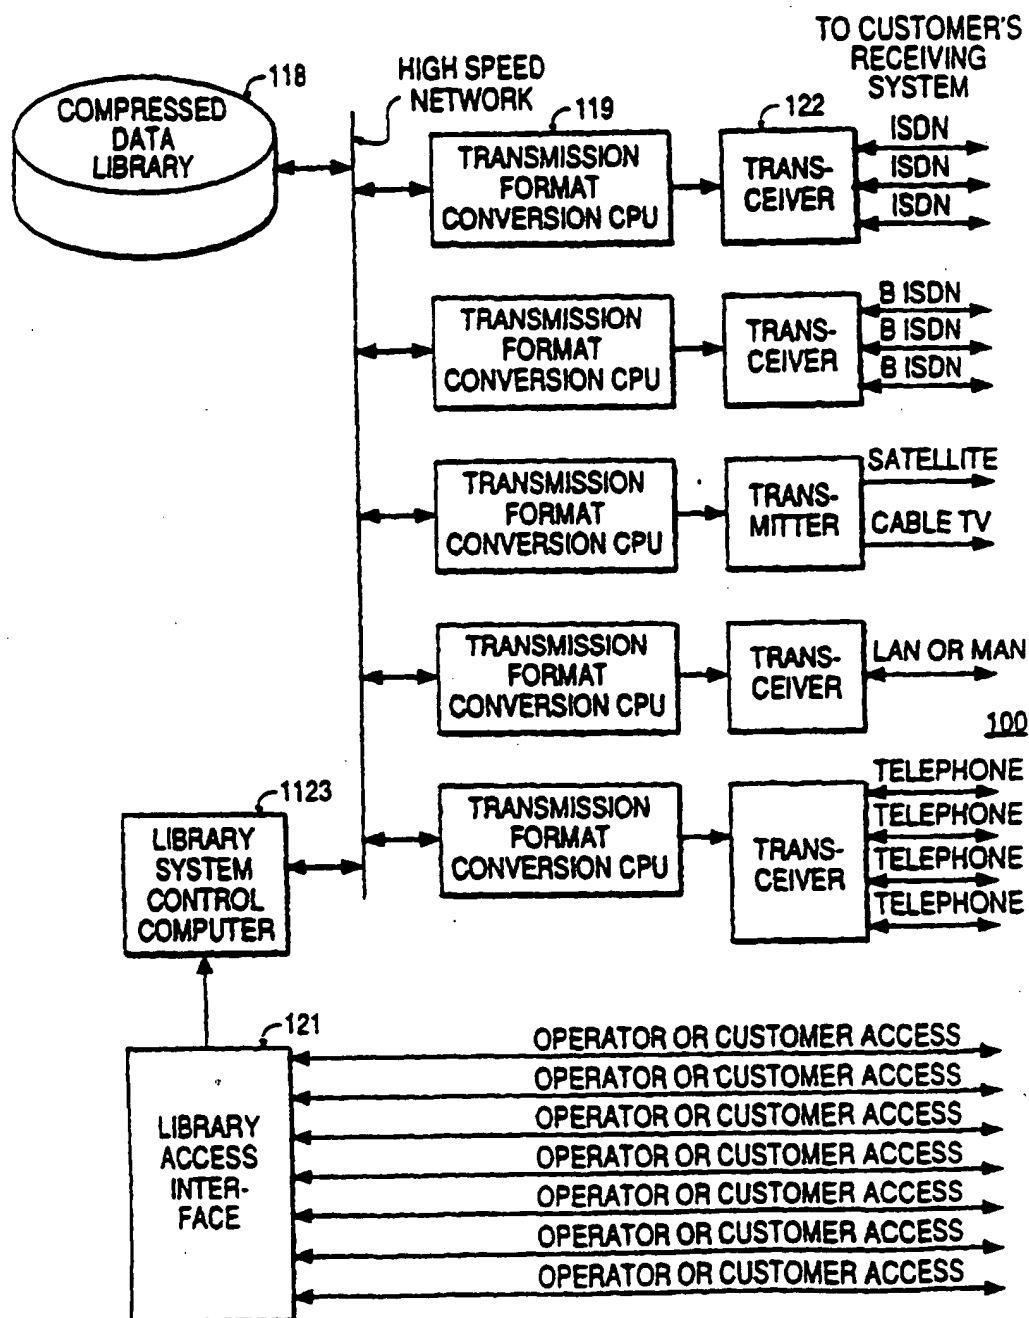 TO CUSTOMER'S
RECEIVING
SYSTEM
118
COMPRESSED
DATA
LIBRARY
HIGH SPEED
NETWORK
119
TRANSMISSION
FORMAT
CONVERSION CPU
122
TRANS-
CEIVER
ISDN
ISDN
ISDN
TRANSMISSION
FORMAT
CONVERSION CPU
TRANS-
CEIVER
B ISDN
B ISDN
B ISDN
TRANSMISSION
FORMAT
CONVERSION CPU
TRANS-
MITTER
SATELLITE
CABLE TV
TRANSMISSION
FORMAT
CONVERSION CPU
TRANS-
CEIVER
LAN OR MAN
100
1123
LIBRARY
SYSTEM
CONTROL
COMPUTER
TRANSMISSION
FORMAT
CONVERSION CPU
TRANS-
CEIVER
TELEPHONE
TELEPHONE
TELEPHONE
TELEPHONE
121
LIBRARY
ACCESS
INTER-
FACE
OPERATOR OR CUSTOMER ACCESS
OPERATOR OR CUSTOMER ACCESS
OPERATOR OR CUSTOMER ACCESS
OPERATOR OR CUSTOMER ACCESS
OPERATOR OR CUSTOMER ACCESS
OPERATOR OR CUSTOMER ACCESS
OPERATOR OR CUSTOMER ACCESS